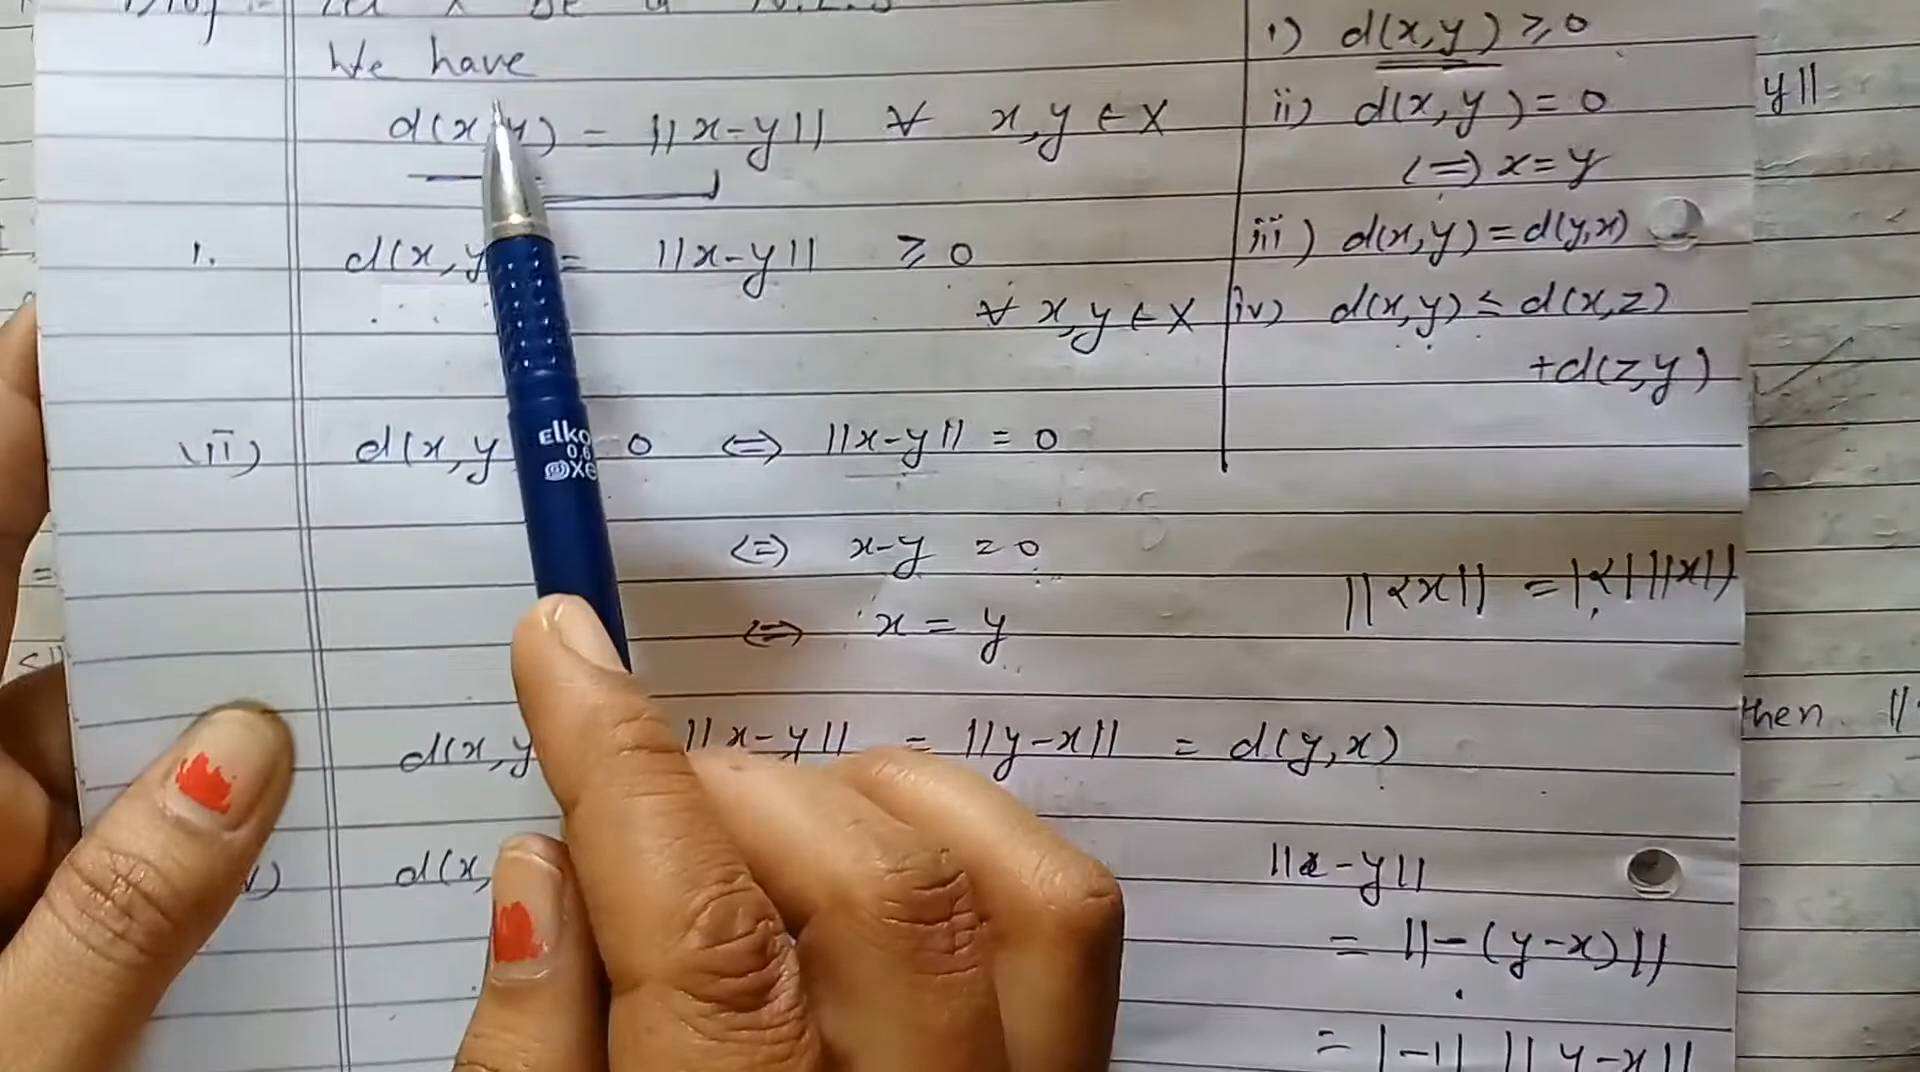 We have
d(x,y) = ||x-y|| ∀ x,y ∈ X
1. d(x,y) = ||x-y|| ≥ 0
∀ x,y ∈ X
(ii) d(x,y 0 ⇔ ||x-y|| = 0
⇔ x-y = 0
⇔ x = y
d(x,y ||x-y|| = ||y-x|| = d(y,x)
d(x,
i) d(x,y) ≥ 0
ii) d(x,y) = 0
⇔ x = y
iii) d(x,y) = d(y,x)
iv) d(x,y) ≤ d(x,z)
+d(z,y)
||αx|| = |α| ||x||
||x-y||
= ||-(y-x)||
= |-1| ||y-x||
y||
then ||
Elko
0.6